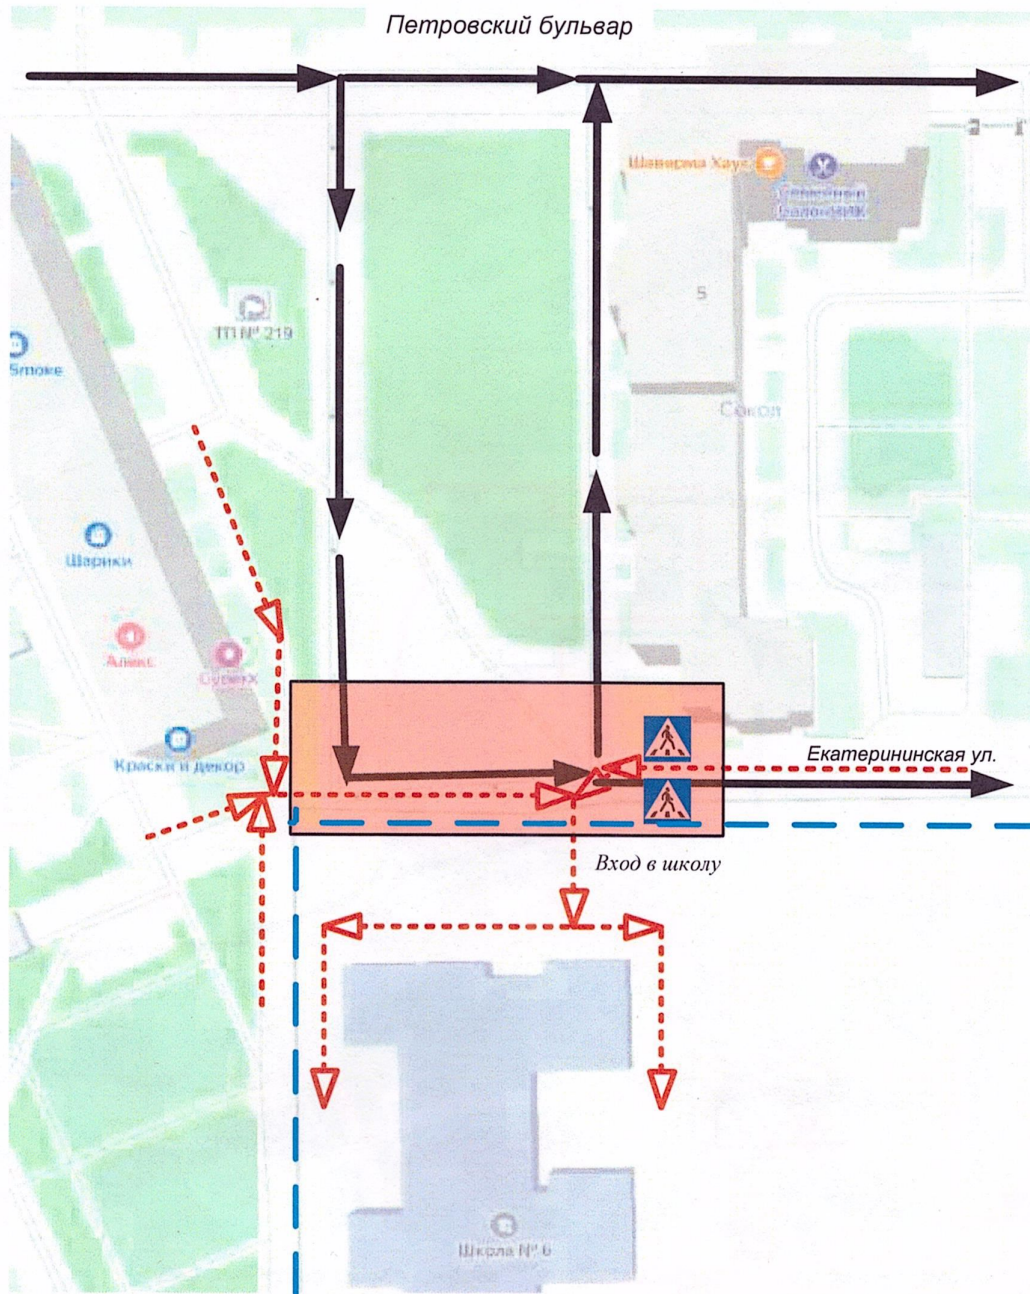 Петровский бульвар
Шаверма Хаус
5
ТП № 219
Smoke
Сокол
Шарики
Алекс
Краски и декор
Екатерининская ул.
Вход в школу
Школа № 6